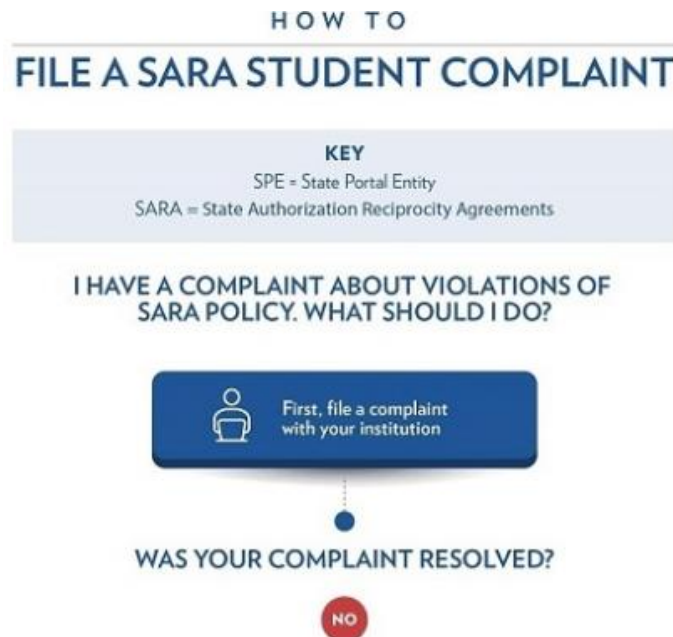 HOW TO
FILE A SARA STUDENT COMPLAINT
KEY
SPE = State Portal Entity
SARA = State Authorization Reciprocity Agreements
I HAVE A COMPLAINT ABOUT VIOLATIONS OF
SARA POLICY. WHAT SHOULD I DO?
First, file a complaint
with your institution
WAS YOUR COMPLAINT RESOLVED?
NO